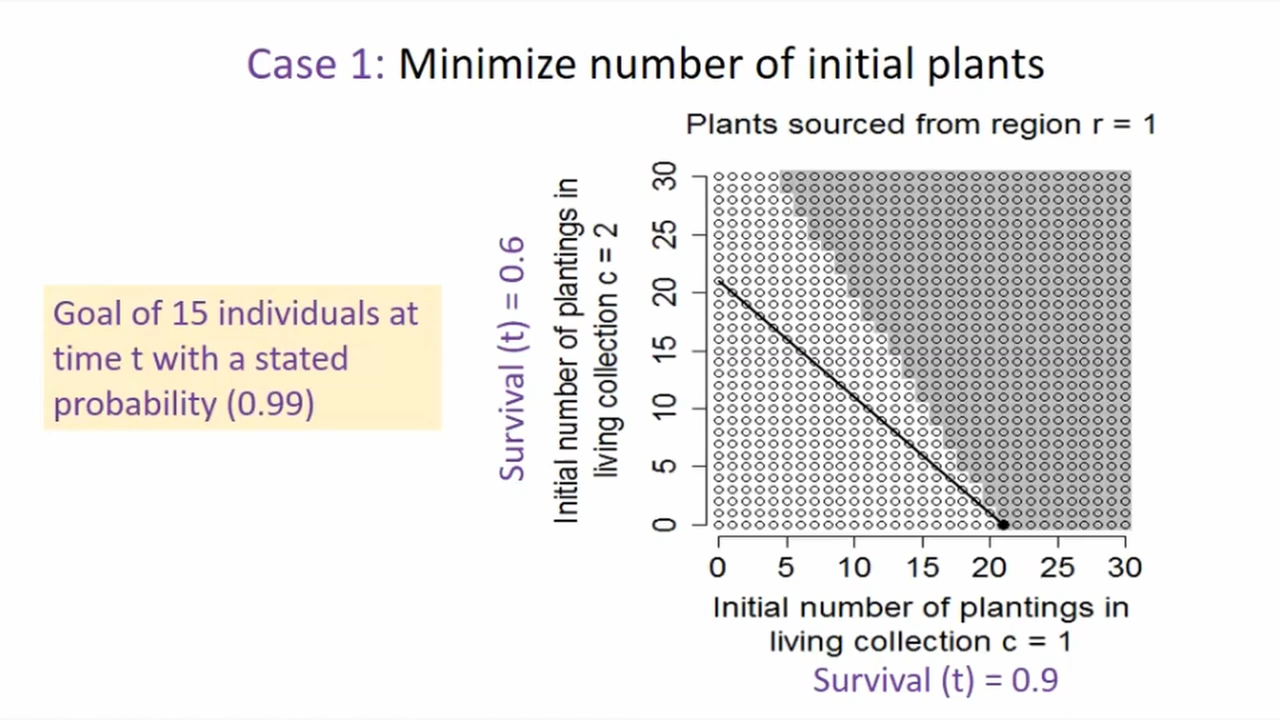 Case 1: Minimize number of initial plants
Goal of 15 individuals at
time t with a stated
probability (0.99)
Plants sourced from region r = 1
Survival (t) = 0.6
Initial number of plantings in
living collection c = 2
30
25
20
15
10
5
0
0 5 10 15 20 25 30
Initial number of plantings in
living collection c = 1
Survival (t) = 0.9